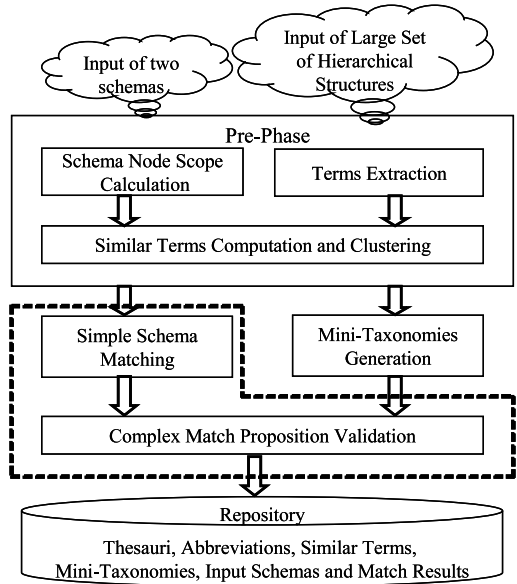 Input of two
schemas
Input of Large Set
of Hierarchical
Structures
Pre-Phase
Schema Node Scope
Calculation
Terms Extraction
Similar Terms Computation and Clustering
Simple Schema
Matching
Mini-Taxonomies
Generation
Complex Match Proposition Validation
Repository
Thesauri, Abbreviations, Similar Terms,
Mini-Taxonomies, Input Schemas and Match Results